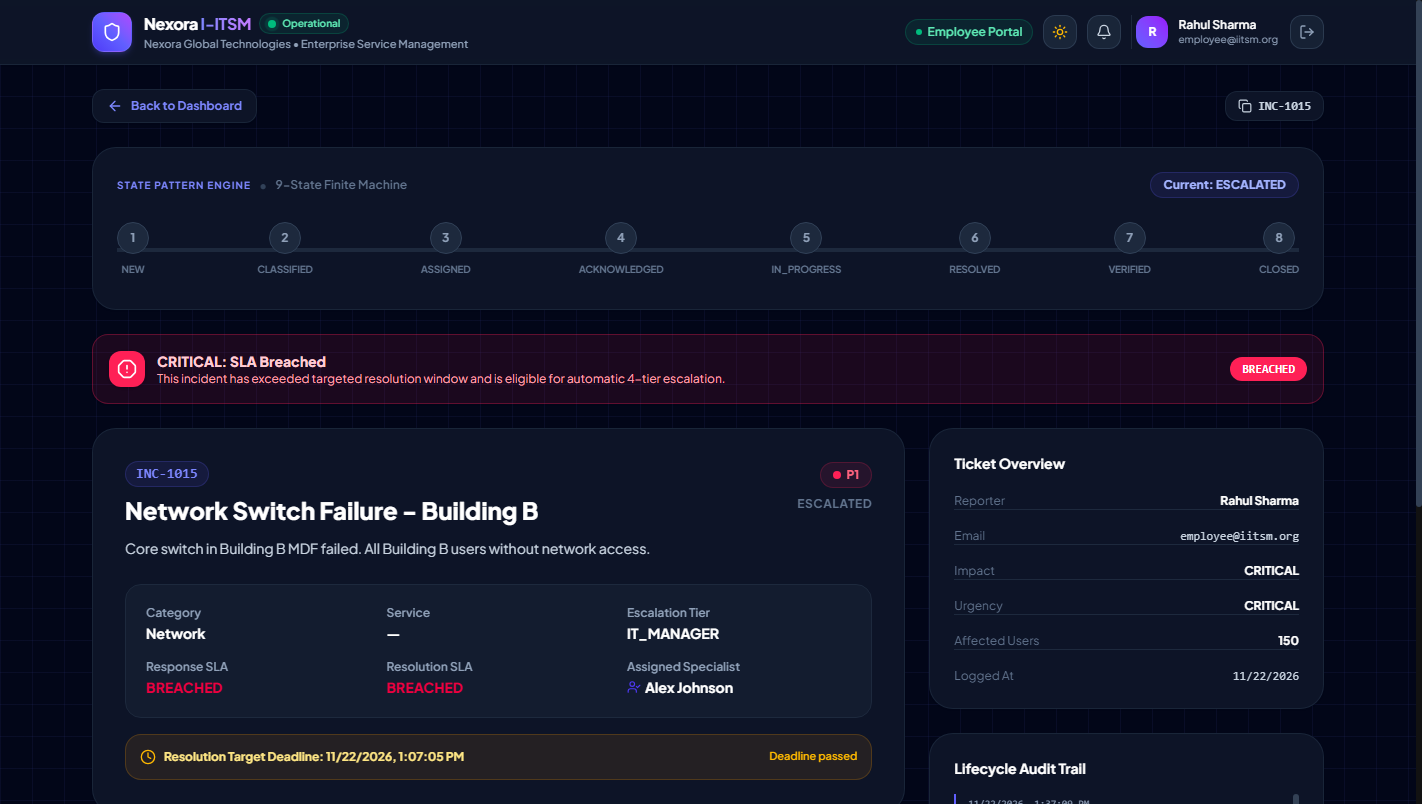 Nexora I-ITSM Operational
Nexora Global Technologies • Enterprise Service Management
Employee Portal
R
Rahul Sharma
employee@iitsm.org
Back to Dashboard
INC-1015
STATE PATTERN ENGINE • 9-State Finite Machine
Current: ESCALATED
1 2 3 4 5 6 7 8
NEW CLASSIFIED ASSIGNED ACKNOWLEDGED IN_PROGRESS RESOLVED VERIFIED CLOSED
CRITICAL: SLA Breached
This incident has exceeded targeted resolution window and is eligible for automatic 4-tier escalation.
BREACHED
INC-1015
P1
ESCALATED
Network Switch Failure – Building B
Core switch in Building B MDF failed. All Building B users without network access.
Category Service Escalation Tier
Network — IT_MANAGER
Response SLA Resolution SLA Assigned Specialist
BREACHED BREACHED Alex Johnson
Resolution Target Deadline: 11/22/2026, 1:07:05 PM Deadline passed
Ticket Overview
Reporter Rahul Sharma
Email employee@iitsm.org
Impact CRITICAL
Urgency CRITICAL
Affected Users 150
Logged At 11/22/2026
Lifecycle Audit Trail
11/22/2026, 1:37:09 PM